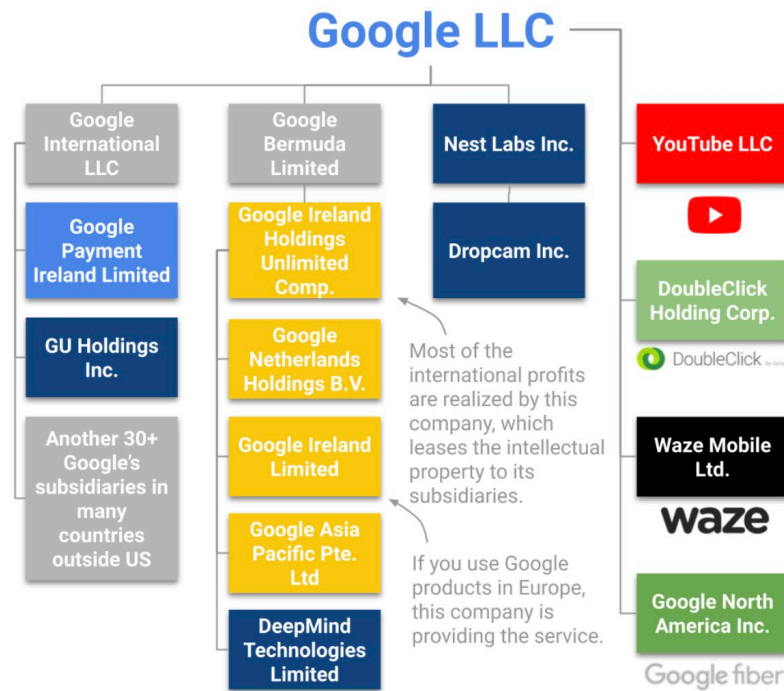 Google LLC
Google
International
LLC
Google
Payment
Ireland Limited
GU Holdings
Inc.
Another 30+
Google's
subsidiaries in
many
countries
outside US
Google
Bermuda
Limited
Google Ireland
Holdings
Unlimited
Comp.
Google
Netherlands
Holdings B.V.
Google Ireland
Limited
Google Asia
Pacific Pte.
Ltd
DeepMind
Technologies
Limited
Nest Labs Inc.
Dropcam Inc.
Most of the
international profits
are realized by this
company, which
leases the intellectual
property to its
subsidiaries.
If you use Google
products in Europe,
this company is
providing the service.
YouTube LLC
DoubleClick
Holding Corp.
DoubleClick
Waze Mobile
Ltd.
waze
Google North
America Inc.
Google fiber